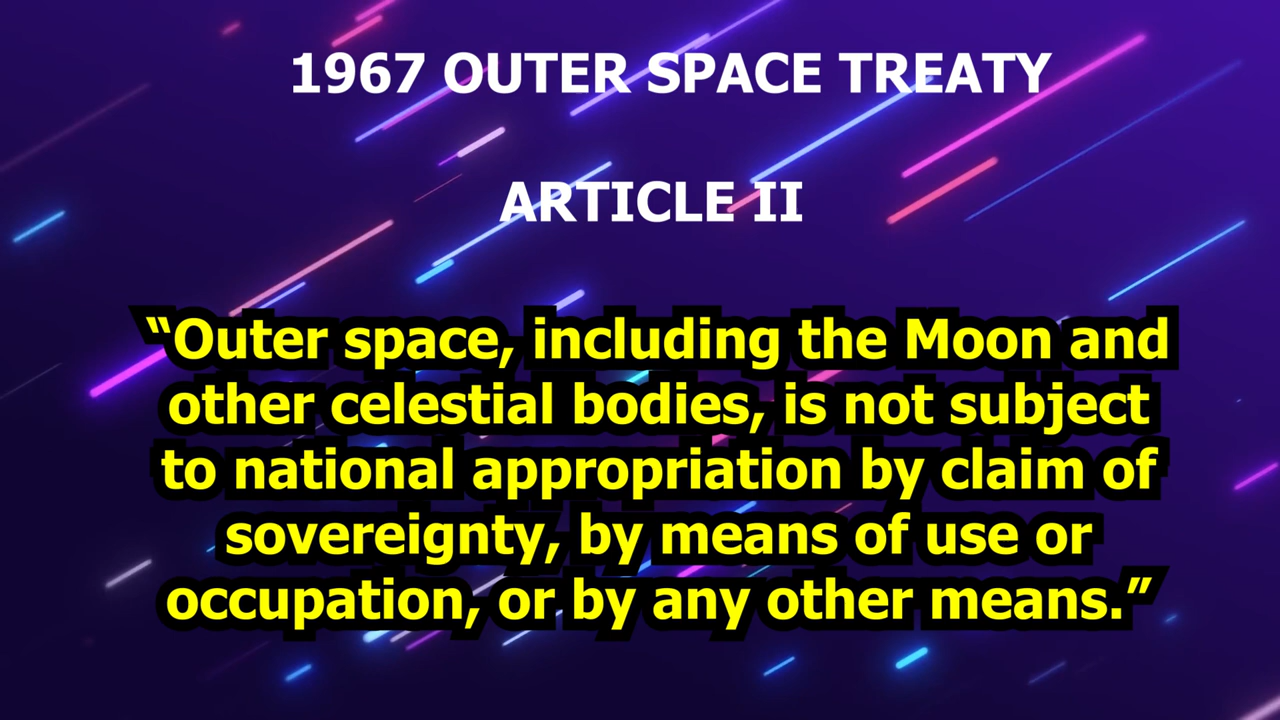 1967 OUTER SPACE TREATY
ARTICLE II
“Outer space, including the Moon and
other celestial bodies, is not subject
to national appropriation by claim of
sovereignty, by means of use or
occupation, or by any other means.”